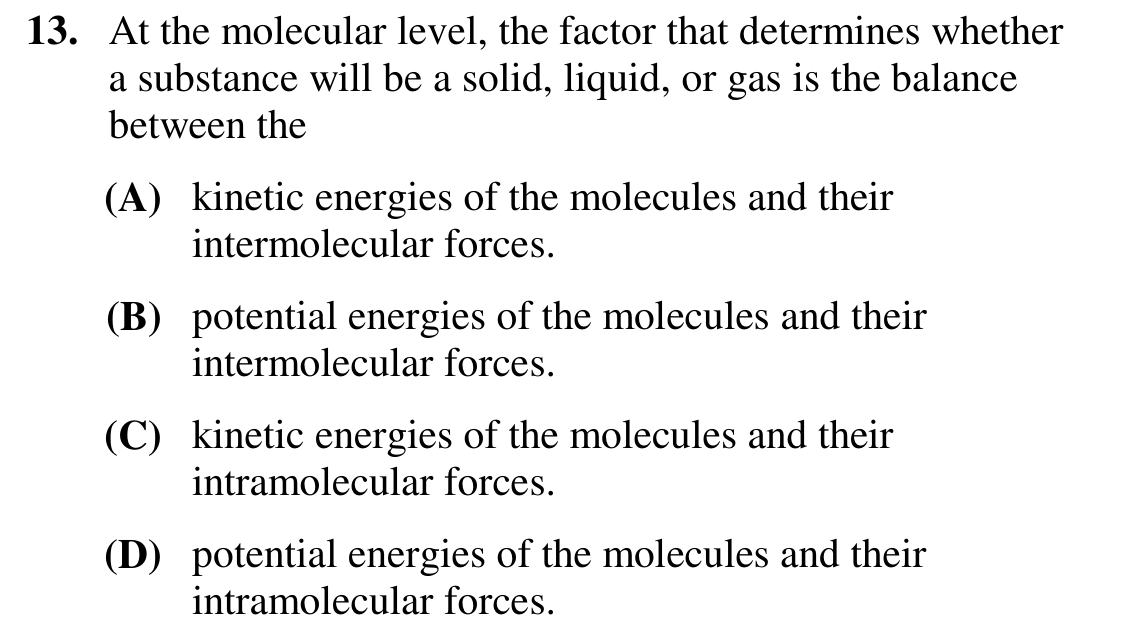 13. At the molecular level, the factor that determines whether
a substance will be a solid, liquid, or gas is the balance
between the
(A) kinetic energies of the molecules and their
intermolecular forces.
(B) potential energies of the molecules and their
intermolecular forces.
(C) kinetic energies of the molecules and their
intramolecular forces.
(D) potential energies of the molecules and their
intramolecular forces.